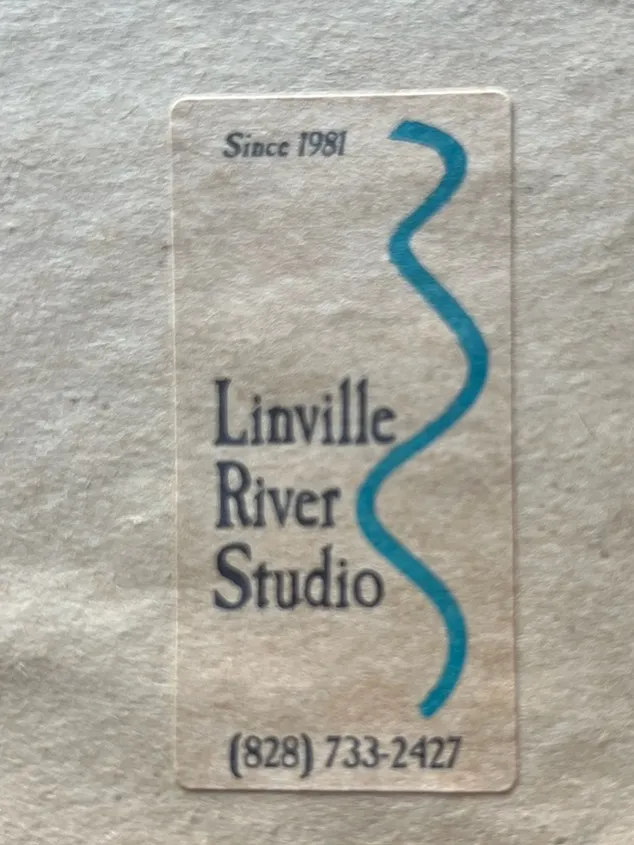 Since 1981
Linville
River
Studio
(828) 733-2427